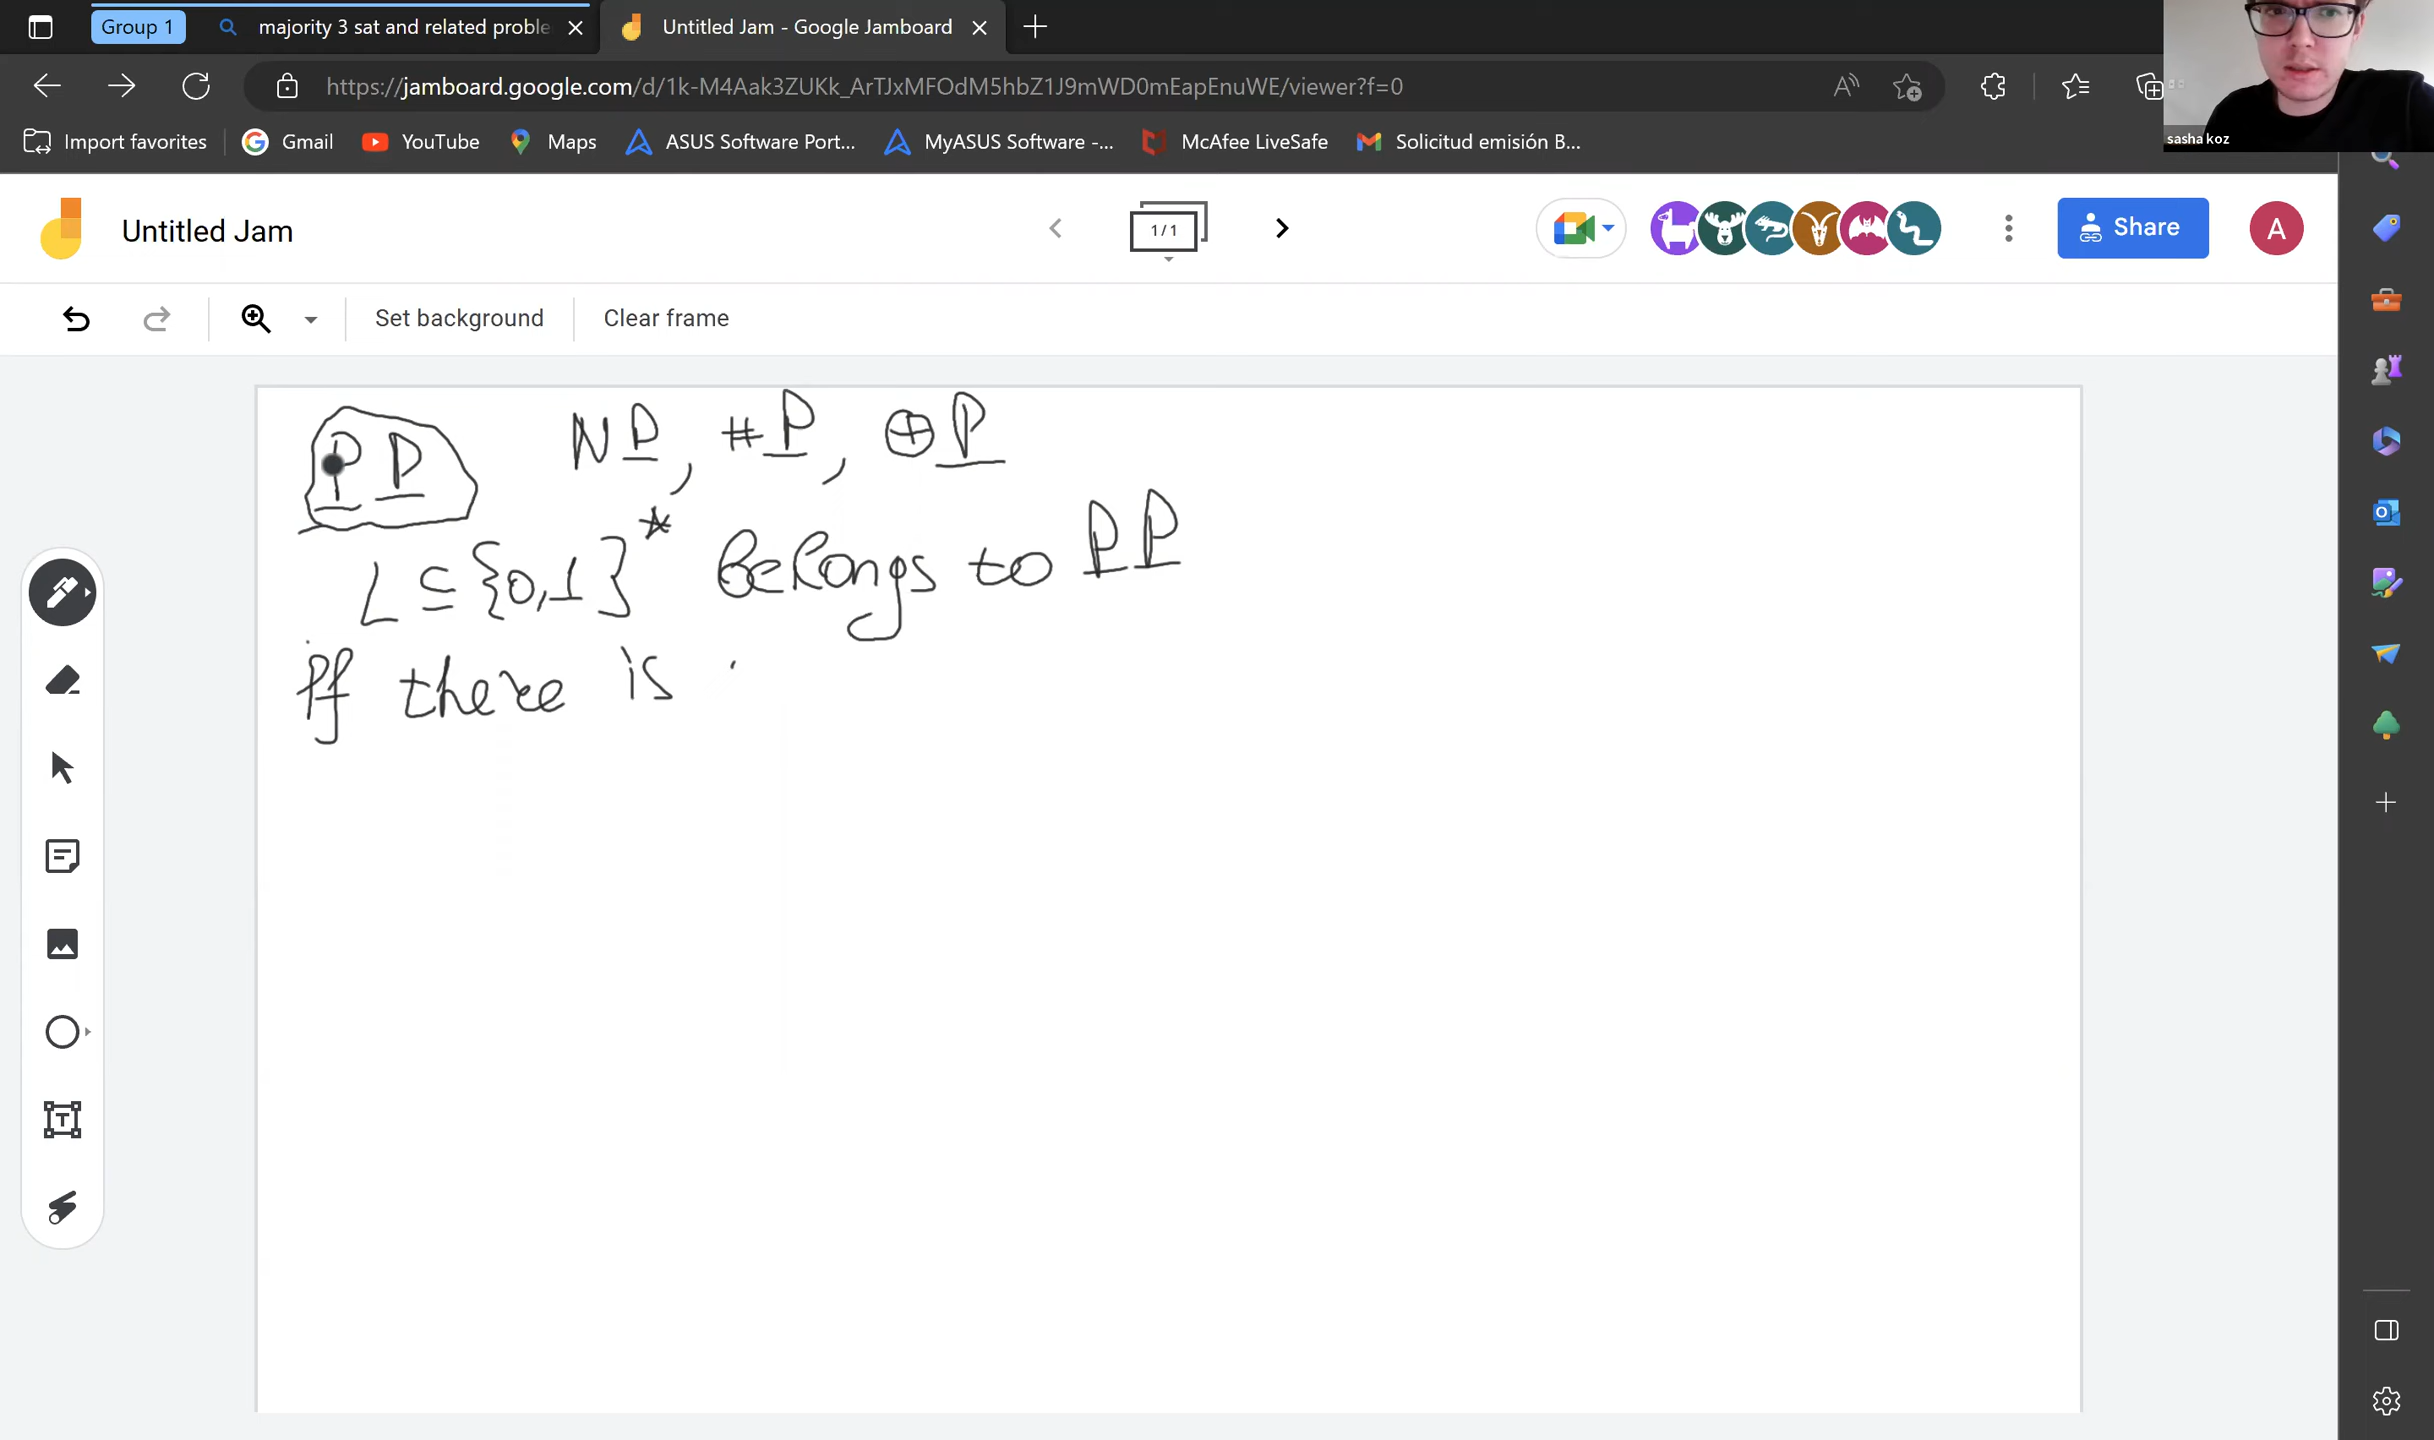 Group 1 majority 3 sat and related proble Untitled Jam - Google Jamboard
https://jamboard.google.com/d/1k-M4Aak3ZUKk_ArTJxMFOdM5hbZ1J9mWD0mEapEnuWE/viewer?f=0
sasha koz
Import favorites Gmail YouTube Maps ASUS Software Port... MyASUS Software -... McAfee LiveSafe Solicitud emisión B...
Untitled Jam 1/1 Share A
Set background Clear frame
PP NP, #P, ⊕P
L ⊆ {0,1}* belongs to PP
iff there is